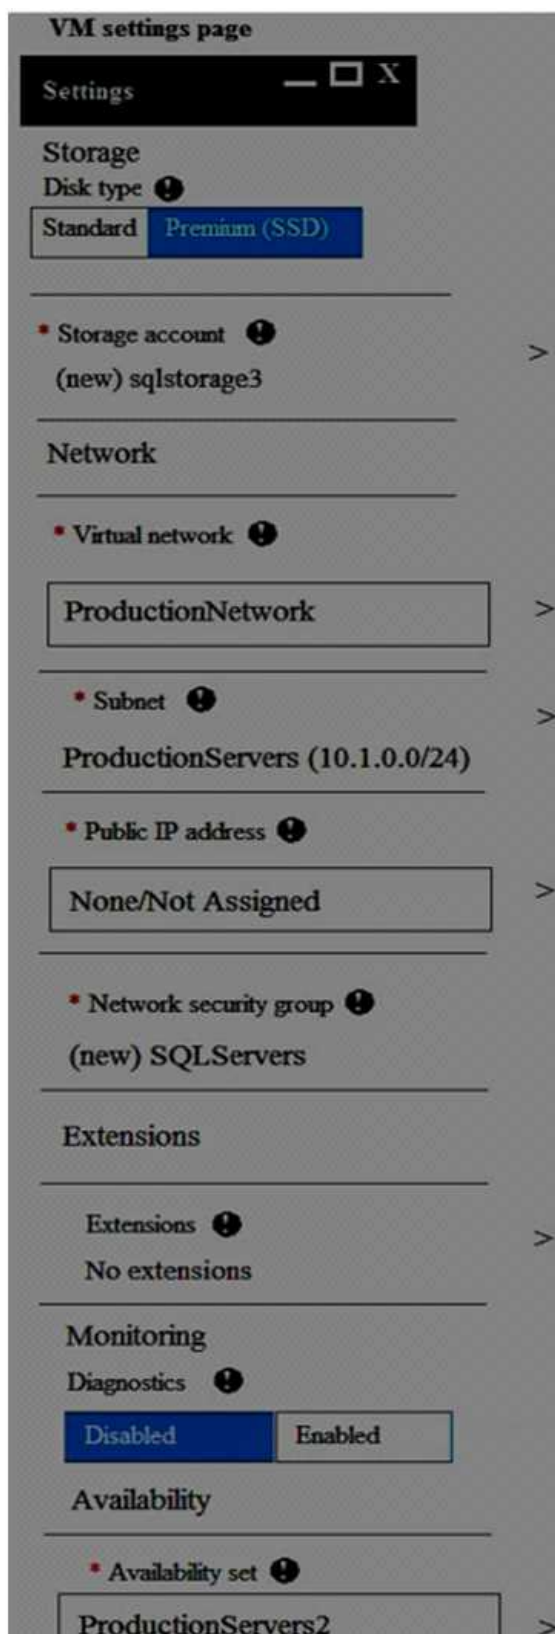 VM settings page
Settings X
Storage
Disk type
Standard Premium (SSD)
* Storage account
(new) sqlstorage3 >
Network
* Virtual network
ProductionNetwork >
* Subnet >
ProductionServers (10.1.0.0/24)
* Public IP address
None/Not Assigned >
* Network security group
(new) SQLServers
Extensions
Extensions >
No extensions
Monitoring
Diagnostics
Disabled Enabled
Availability
* Availability set
ProductionServers2 >